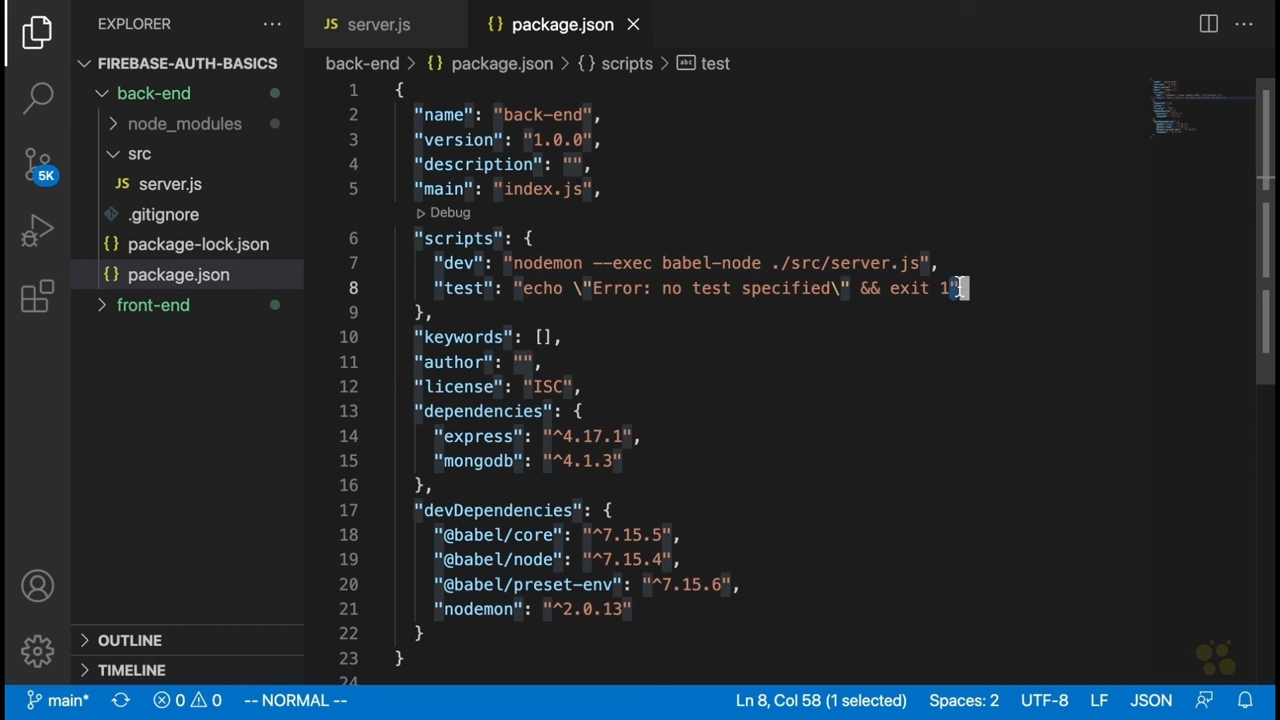 EXPLORER
server.js
package.json
FIREBASE-AUTH-BASICS
back-end > {} package.json > {} scripts > abc test
back-end
node_modules
src
JS server.js
.gitignore
{} package-lock.json
{} package.json
front-end
5K
1 {
2 "name": "back-end",
3 "version": "1.0.0",
4 "description": "",
5 "main": "index.js",
Debug
6 "scripts": {
7 "dev": "nodemon --exec babel-node ./src/server.js",
8 "test": "echo \"Error: no test specified\" && exit 1"
9 },
10 "keywords": [],
11 "author": "",
12 "license": "ISC",
13 "dependencies": {
14 "express": "^4.17.1",
15 "mongodb": "^4.1.3"
16 },
17 "devDependencies": {
18 "@babel/core": "^7.15.5",
19 "@babel/node": "^7.15.4",
20 "@babel/preset-env": "^7.15.6",
21 "nodemon": "^2.0.13"
22 }
23 }
24
OUTLINE
TIMELINE
main* 0 0 -- NORMAL -- Ln 8, Col 58 (1 selected) Spaces: 2 UTF-8 LF JSON